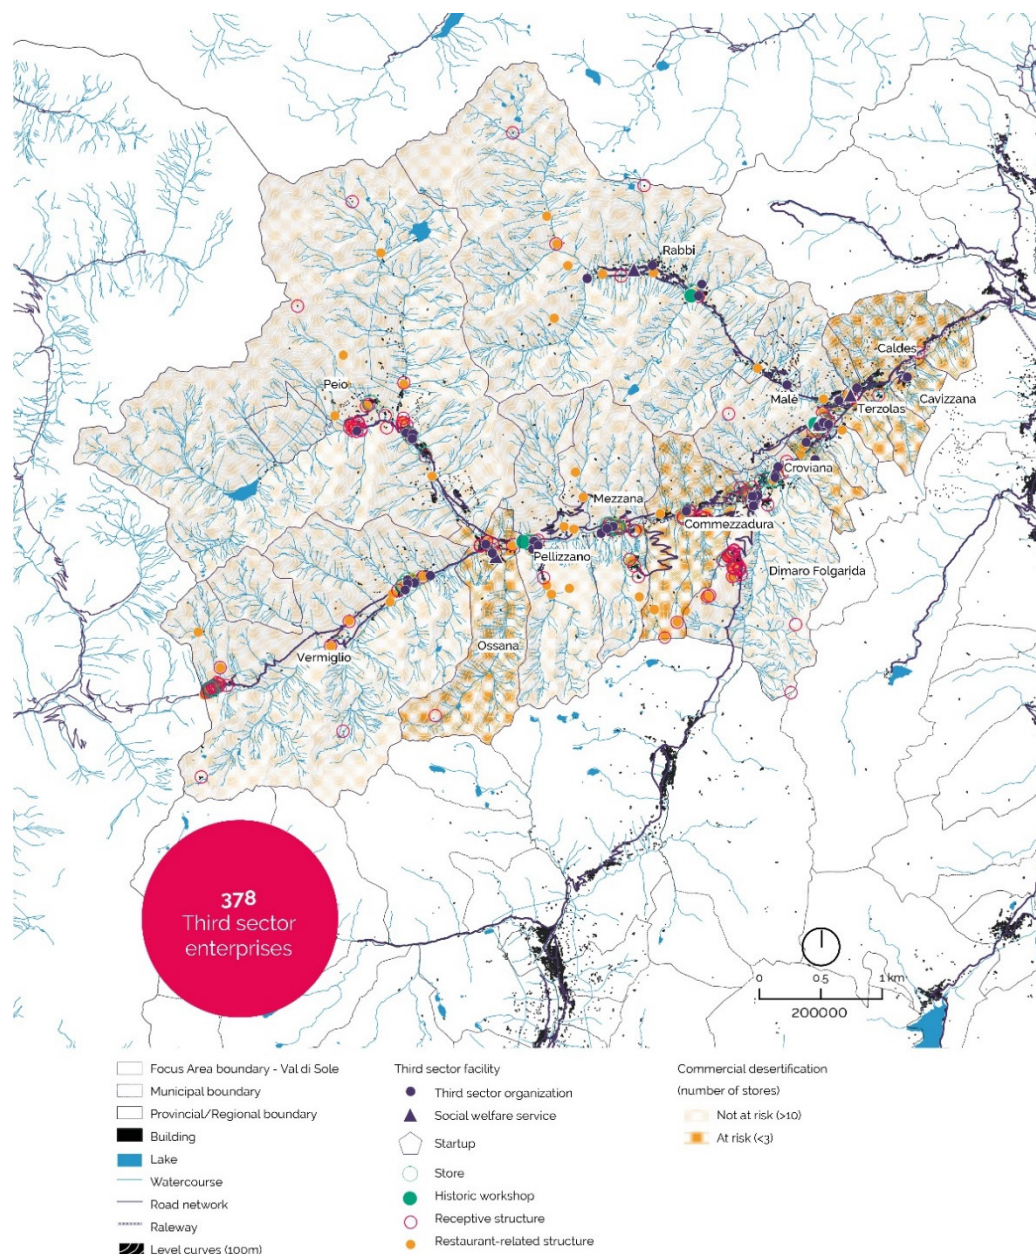 Rabbi
Caldes
Peio
Malè
Cavizzana
Terzolas
Croviana
Mezzana
Commezzadura
Pellizzano
Dimaro Folgarida
Ossana
Vermiglio
378
Third sector
enterprises
0 0.5 1 km
200000
Focus Area boundary - Val di Sole
Municipal boundary
Provincial/Regional boundary
Building
Lake
Watercourse
Road network
Raleway
Level curves (100m)
Third sector facility
Third sector organization
Social welfare service
Startup
Store
Historic workshop
Receptive structure
Restaurant-related structure
Commercial desertification
(number of stores)
Not at risk (>10)
At risk (<3)